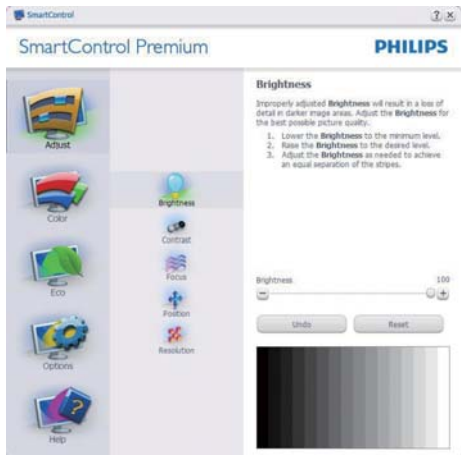 SmartControl
SmartControl Premium
PHILIPS
Adjust
Color
Eco
Options
Help
Brightness
Contrast
Focus
Position
Resolution
Brightness
Improperly adjusted Brightness will result in a loss of
detail in darker image areas. Adjust the Brightness for
the best possible picture quality.
1. Lower the Brightness to the minimum level.
2. Raise the Brightness to the desired level.
3. Adjust the Brightness as needed to achieve
an equal separation of the stripes.
Brightness 100
Undo Reset